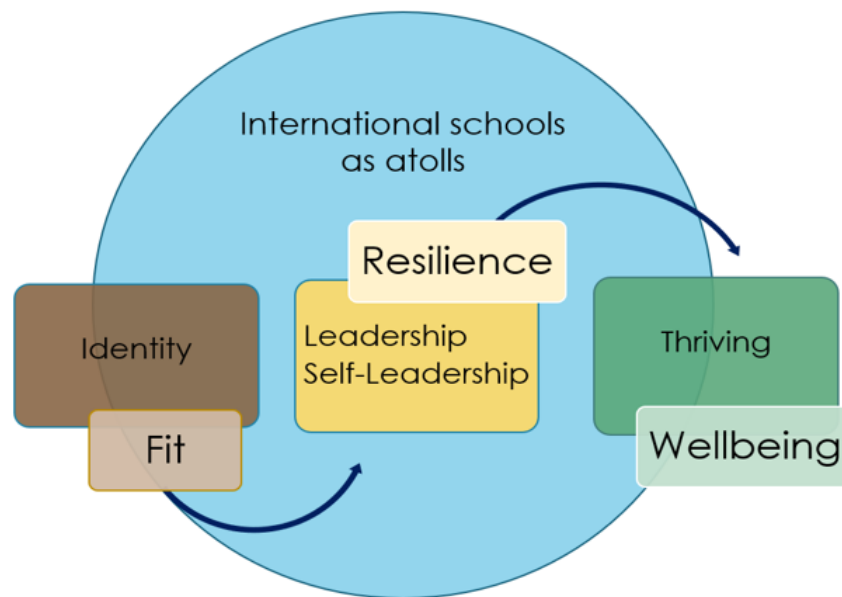 International schools
as atolls
Resilience
Identity
Leadership
Self-Leadership
Thriving
Fit
Wellbeing